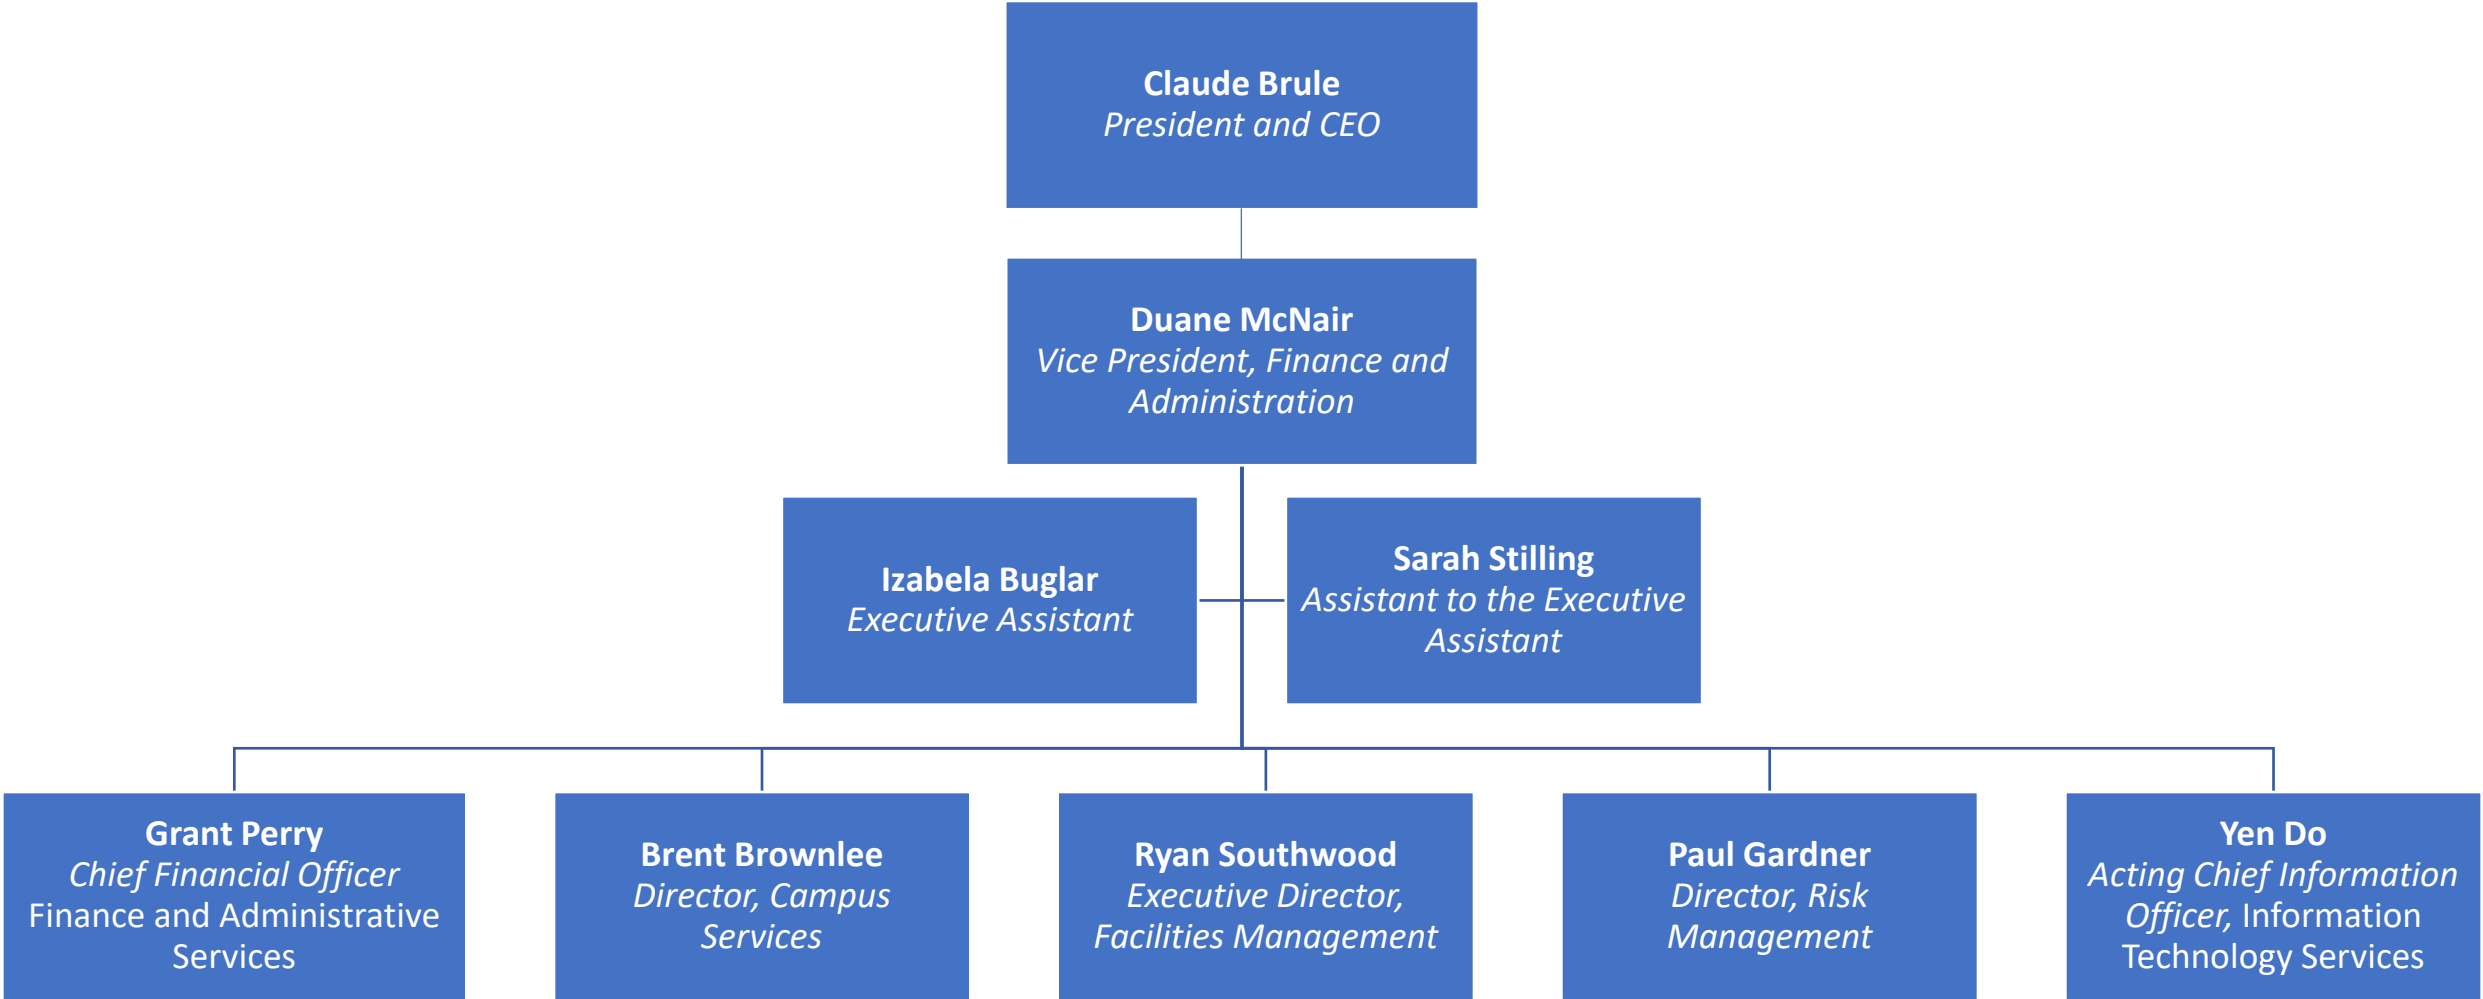 Claude Brule
President and CEO
Duane McNair
Vice President, Finance and
Administration
Izabela Buglar
Executive Assistant
Sarah Stilling
Assistant to the Executive
Assistant
Grant Perry
Chief Financial Officer
Finance and Administrative
Services
Brent Brownlee
Director, Campus
Services
Ryan Southwood
Executive Director,
Facilities Management
Paul Gardner
Director, Risk
Management
Yen Do
Acting Chief Information
Officer, Information
Technology Services